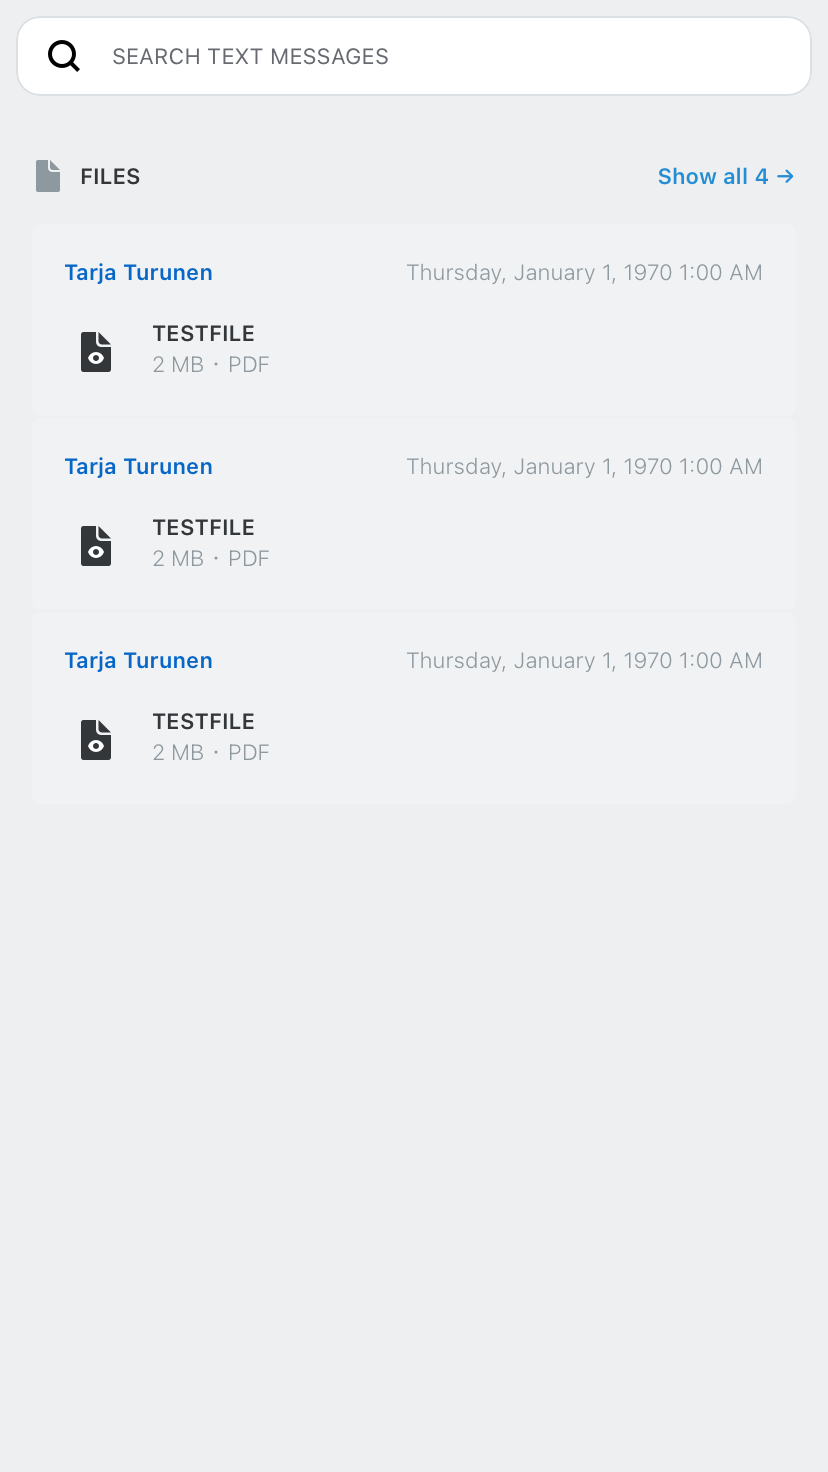 SEARCH TEXT MESSAGES
FILES Show all 4 →
Tarja Turunen Thursday, January 1, 1970 1:00 AM
TESTFILE
2 MB · PDF
Tarja Turunen Thursday, January 1, 1970 1:00 AM
TESTFILE
2 MB · PDF
Tarja Turunen Thursday, January 1, 1970 1:00 AM
TESTFILE
2 MB · PDF